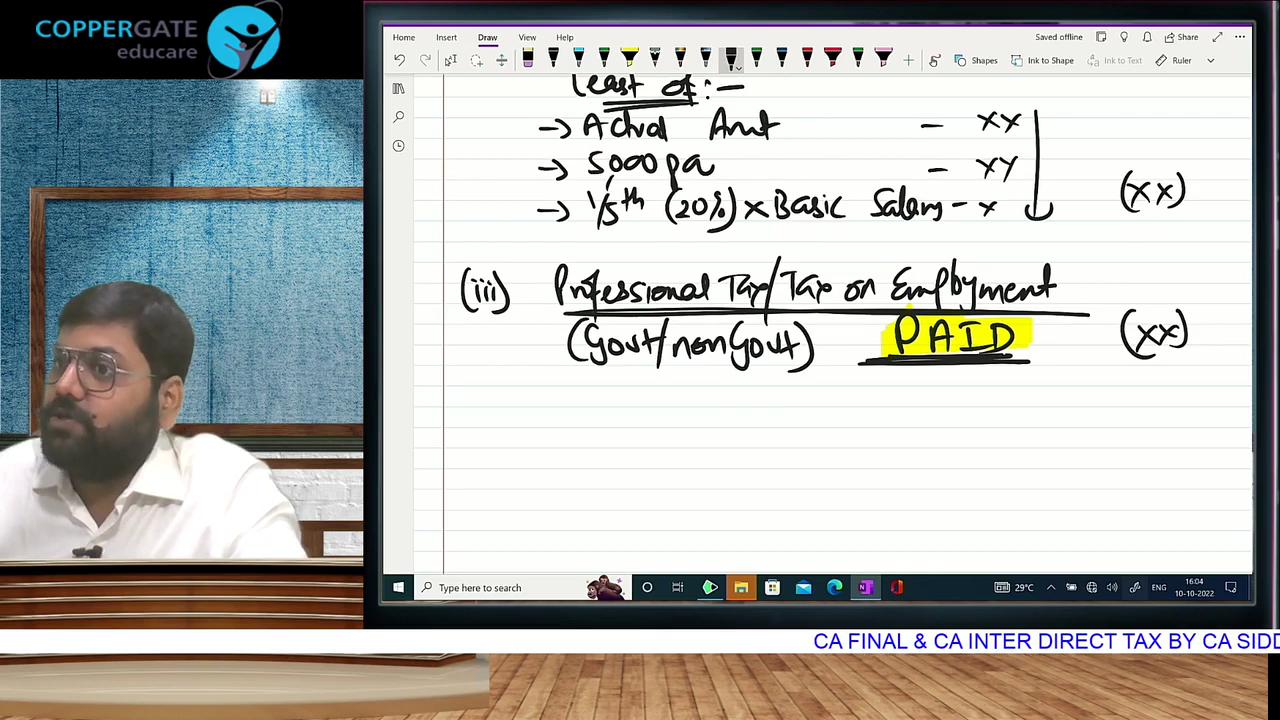 COPPERGATE
educare
Home Insert Draw View Help
Saved offline
Share
Shapes
Ink to Shape
Ink to Text
Ruler
Least of :-
→ Actual Amt - XX
→ 5000 pa - XY
→ 1/5th (20%) x Basic Salary - x (XX)
(iii) Professional Tax/Tax on Employment
(Govt/nonGovt) PAID (XX)
Type here to search
29°C
ENG
16:04
10-10-2022
CA FINAL & CA INTER DIRECT TAX BY CA SIDD